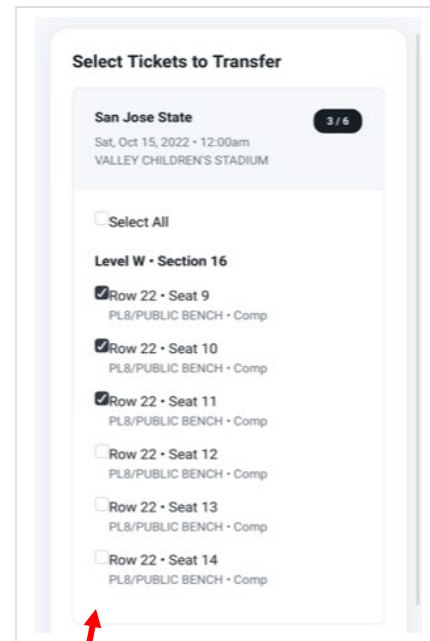 Select Tickets to Transfer
San Jose State
3 / 6
Sat, Oct 15, 2022 • 12:00am
VALLEY CHILDREN'S STADIUM
Select All
Level W • Section 16
Row 22 • Seat 9
PL8/PUBLIC BENCH • Comp
Row 22 • Seat 10
PL8/PUBLIC BENCH • Comp
Row 22 • Seat 11
PL8/PUBLIC BENCH • Comp
Row 22 • Seat 12
PL8/PUBLIC BENCH • Comp
Row 22 • Seat 13
PL8/PUBLIC BENCH • Comp
Row 22 • Seat 14
PL8/PUBLIC BENCH • Comp